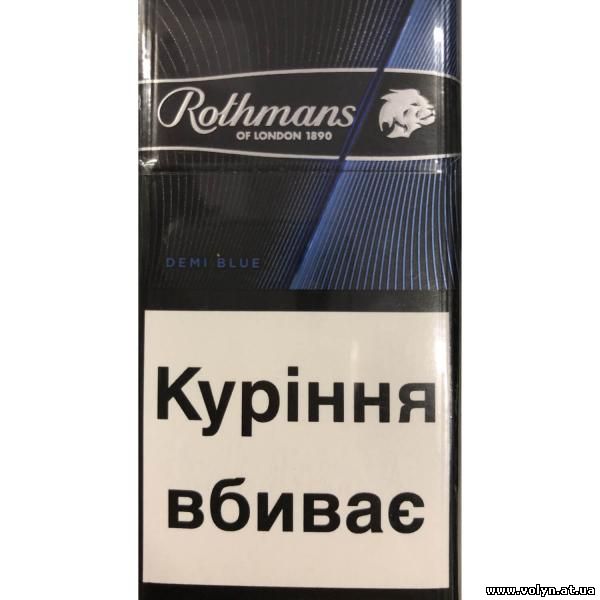 Rothmans
OF LONDON 1890
DEMI BLUE
Куріння
вбиває
www.volyn.at.ua